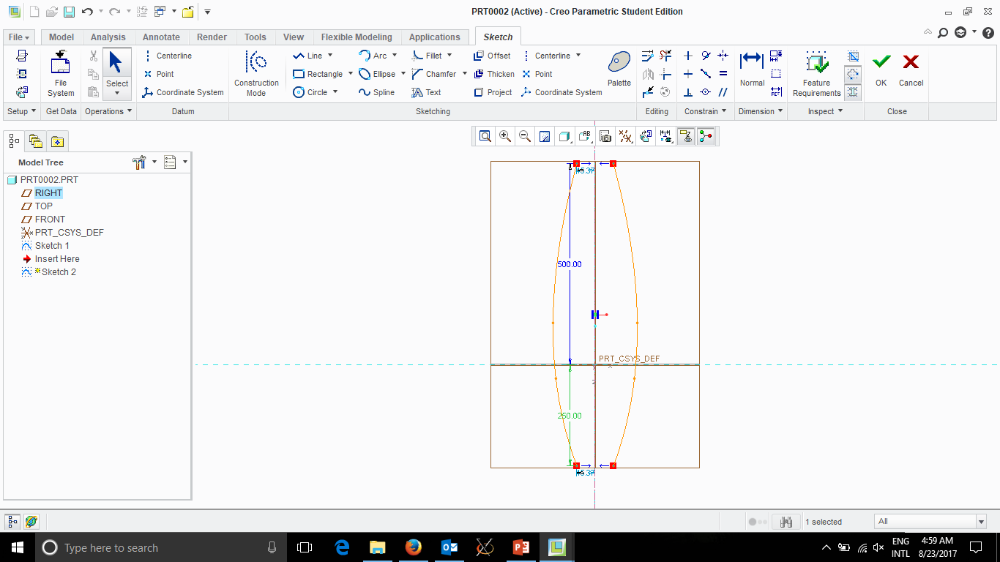 PRT0002 (Active) - Creo Parametric Student Edition
File Model Analysis Annotate Render Tools View Flexible Modeling Applications Sketch
Centerline Line Arc Fillet Offset Centerline
Point Rectangle Ellipse Chamfer Thicken Point
Coordinate System Circle Spline Text Project Coordinate System
File System
Select
Construction Mode
Palette
Normal
REF
Feature Requirements
OK Cancel
Setup Get Data Operations Datum Sketching Editing Constrain Dimension Inspect Close
Model Tree
PRT0002.PRT
RIGHT
TOP
FRONT
PRT_CSYS_DEF
Sketch 1
Insert Here
Sketch 2
500.00
PRT_CSYS_DEF
250.00
1 selected All
Type here to search
ENG 4:59 AM
INTL 8/23/2017